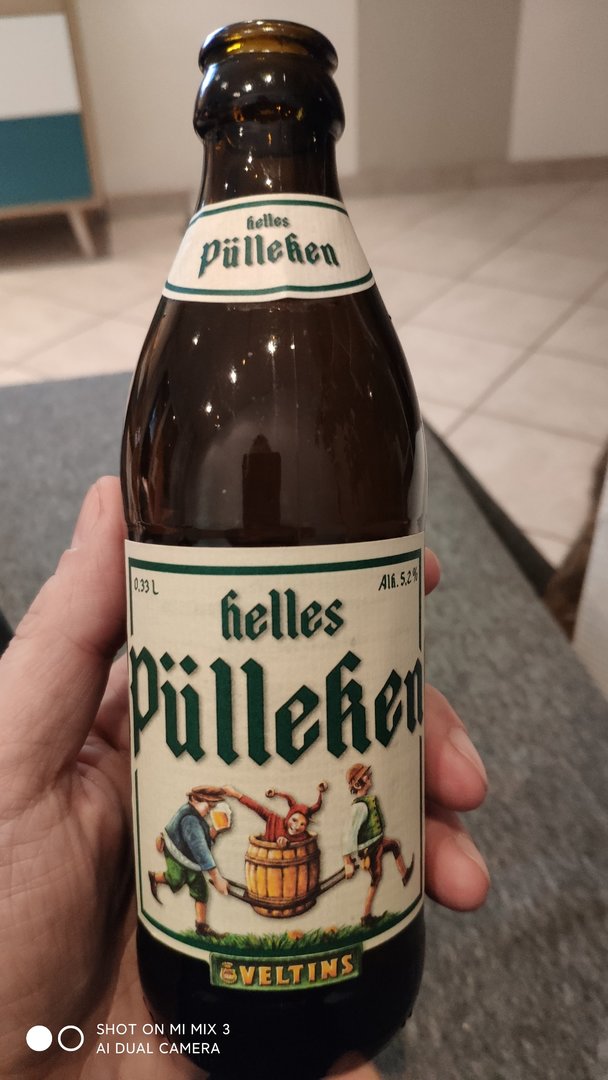 helles
Pülleken
0,33 L
Alk. 5,2%
helles
Pülleken
VELTINS
SHOT ON MI MIX 3
AI DUAL CAMERA